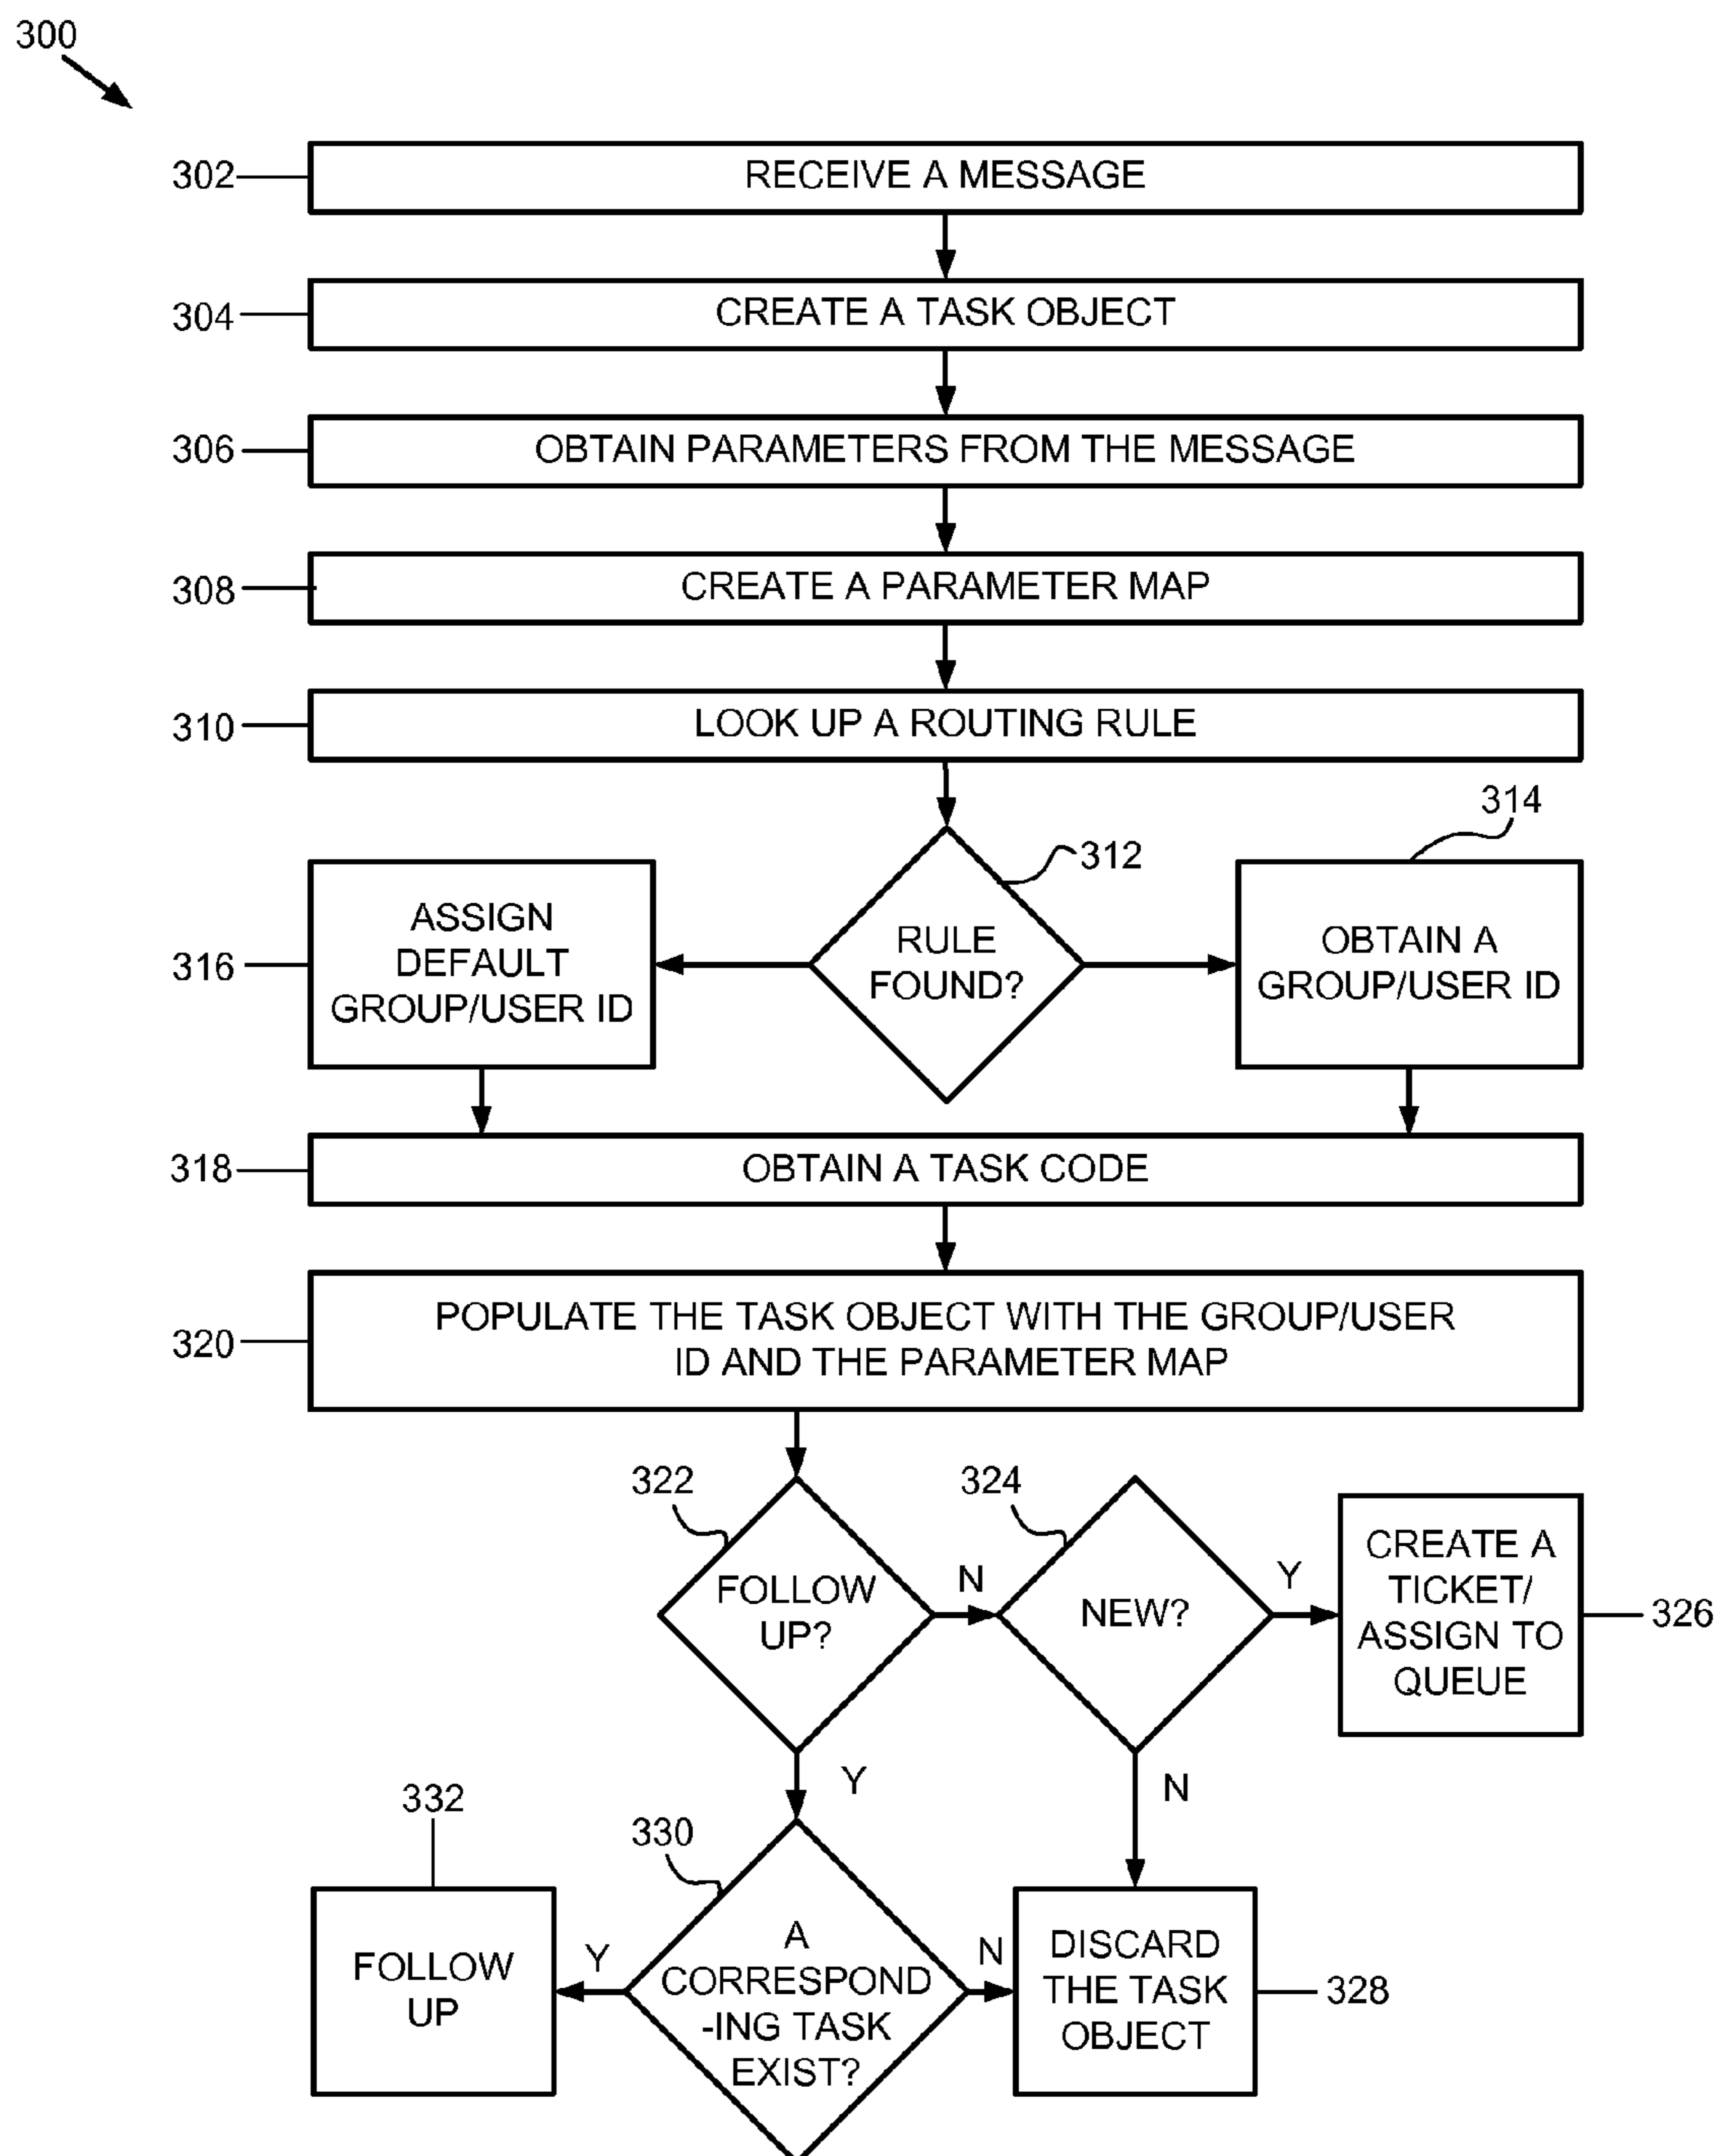 300
302
RECEIVE A MESSAGE
304
CREATE A TASK OBJECT
306
OBTAIN PARAMETERS FROM THE MESSAGE
308
CREATE A PARAMETER MAP
310
LOOK UP A ROUTING RULE
312
314
316
ASSIGN
DEFAULT
GROUP/USER ID
RULE
FOUND?
OBTAIN A
GROUP/USER ID
318
OBTAIN A TASK CODE
320
POPULATE THE TASK OBJECT WITH THE GROUP/USER
ID AND THE PARAMETER MAP
322
FOLLOW
UP?
N
Y
324
NEW?
Y
N
CREATE A
TICKET/
ASSIGN TO
QUEUE
326
332
FOLLOW
UP
Y
330
A
CORRESPOND
-ING TASK
EXIST?
N
DISCARD
THE TASK
OBJECT
328